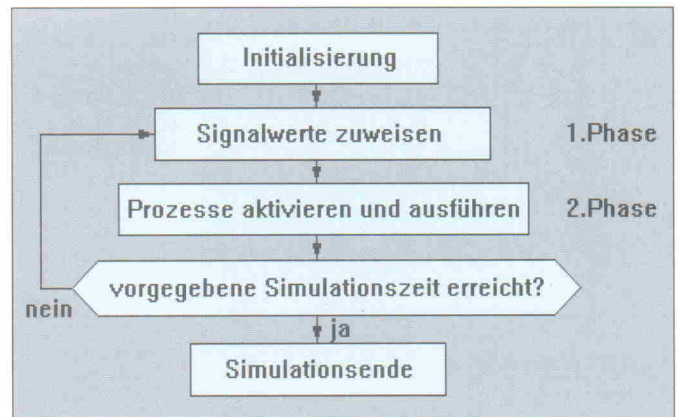 Initialisierung
Signalwerte zuweisen 1.Phase
Prozesse aktivieren und ausführen 2.Phase
vorgegebene Simulationszeit erreicht?
nein
ja
Simulationsende